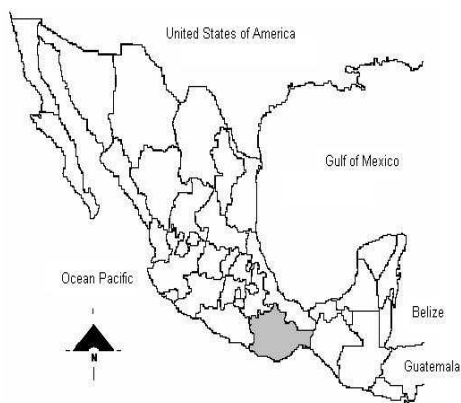 United States of America
Gulf of Mexico
Ocean Pacific
Belize
N
Guatemala